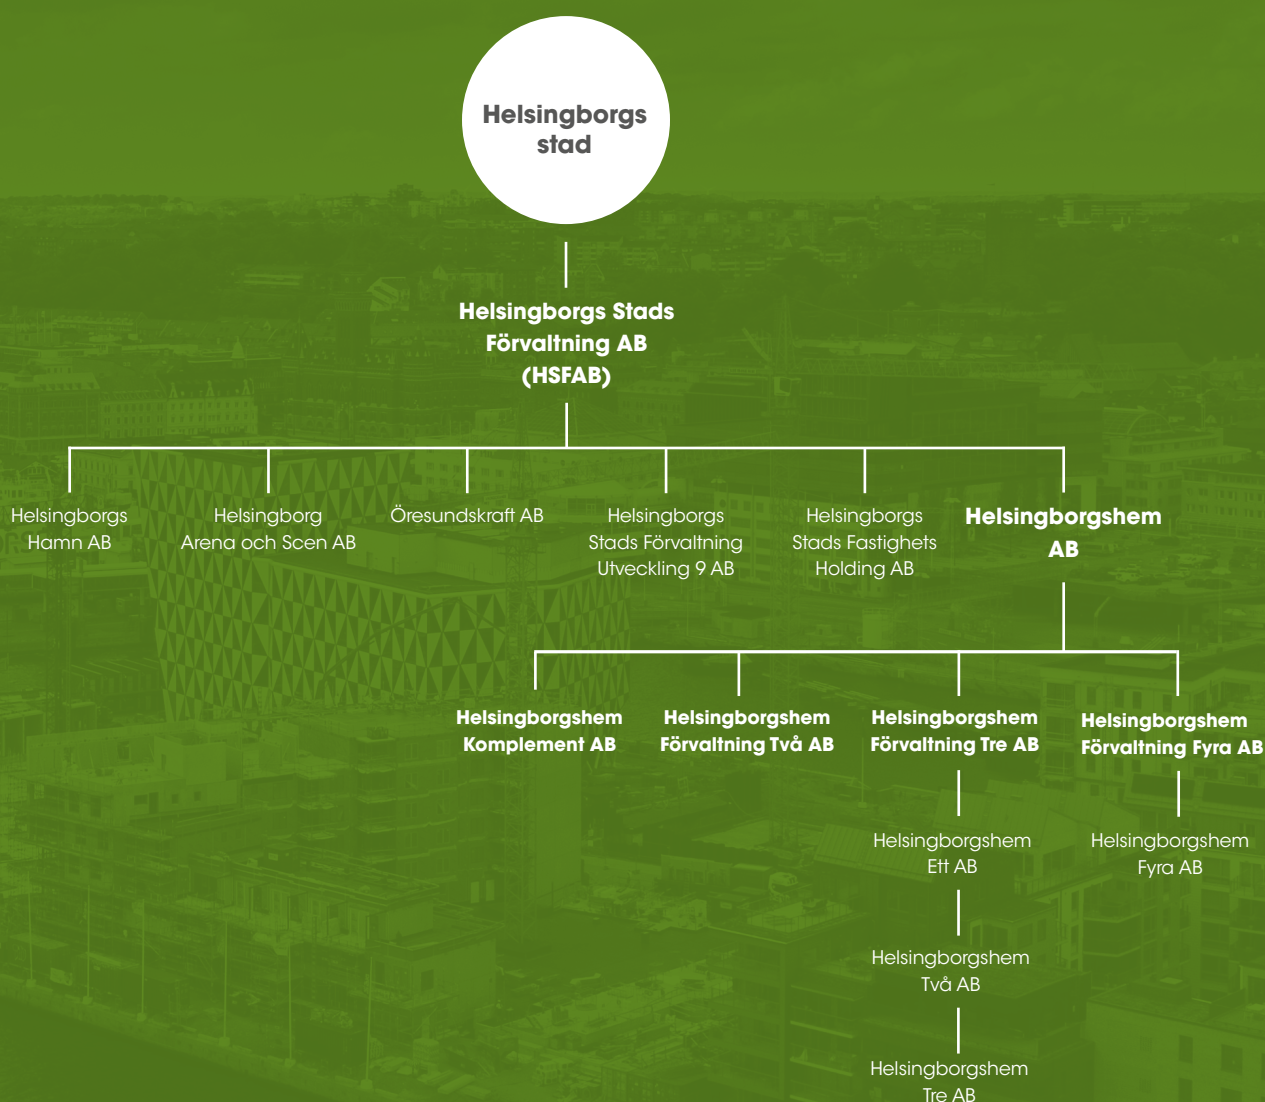 Helsingborgs
stad
Helsingborgs Stads
Förvaltning AB
(HSFAB)
Helsingborgs
Hamn AB
Helsingborg
Arena och Scen AB
Öresundskraft AB
Helsingborgs
Stads Förvaltning
Utveckling 9 AB
Helsingborgs
Stads Fastighets
Holding AB
Helsingborgshem
AB
Helsingborgshem
Komplement AB
Helsingborgshem
Förvaltning Två AB
Helsingborgshem
Förvaltning Tre AB
Helsingborgshem
Förvaltning Fyra AB
Helsingborgshem
Ett AB
Helsingborgshem
Fyra AB
Helsingborgshem
Två AB
Helsingborgshem
Tre AB